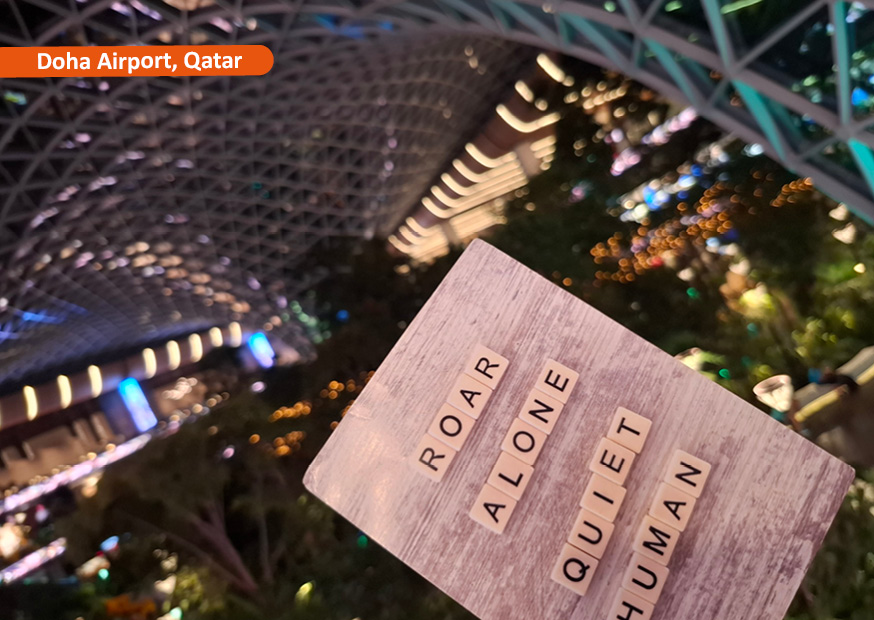 Doha Airport, Qatar
ROAR
ALONE
QUIET
HUMAN